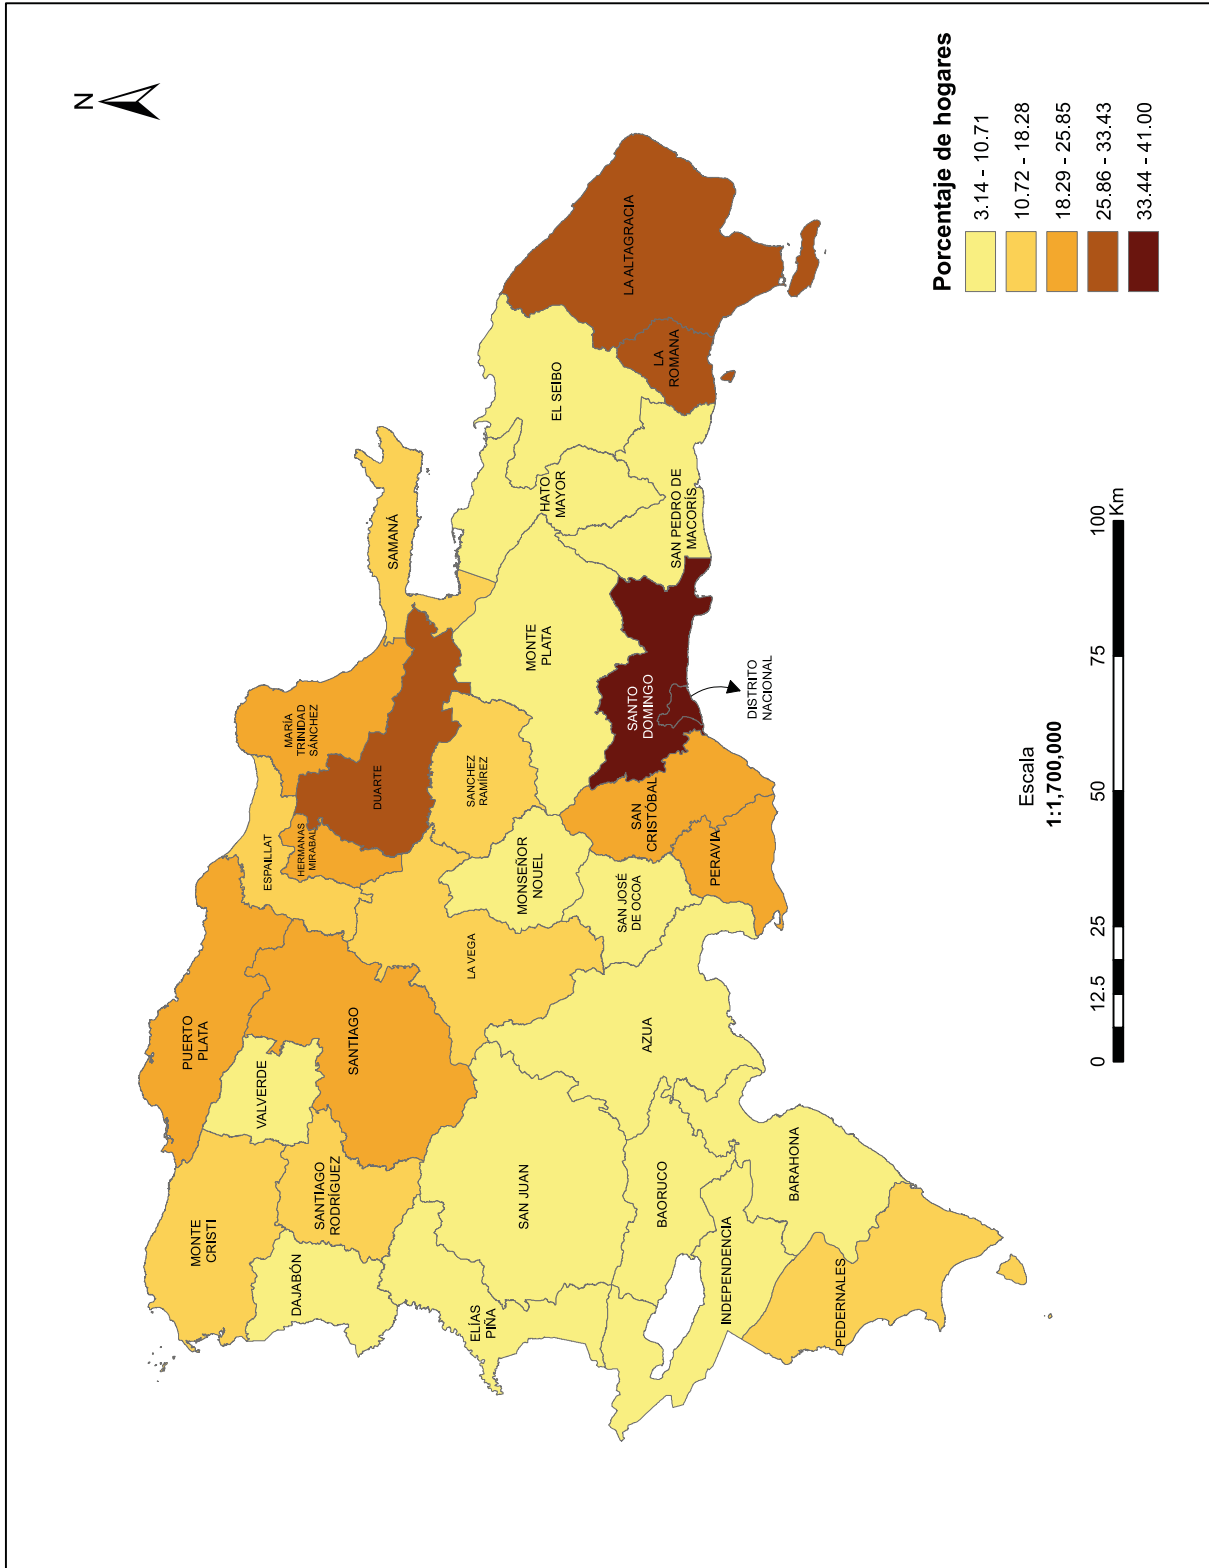 N
MONTE
CRISTI
PUERTO
PLATA
DAJABÓN
SANTIAGO
RODRÍGUEZ
VALVERDE
SANTIAGO
ESPAILLAT
HERMANAS
MIRABAL
MARÍA
TRINIDAD
SÁNCHEZ
DUARTE
SAMANÁ
ELÍAS
PIÑA
SAN JUAN
LA VEGA
MONSEÑOR
NOUEL
SANCHEZ
RAMÍREZ
MONTE
PLATA
HATO
MAYOR
EL SEIBO
LA ALTAGRACIA
LA
ROMANA
SAN PEDRO DE
MACORÍS
SANTO
DOMINGO
DISTRITO
NACIONAL
SAN
CRISTÓBAL
PERAVIA
SAN JOSÉ
DE OCOA
AZUA
BAORUCO
INDEPENDENCIA
BARAHONA
PEDERNALES
Porcentaje de hogares
3.14 - 10.71
10.72 - 18.28
18.29 - 25.85
25.86 - 33.43
33.44 - 41.00
Escala
1:1,700,000
0 12.5 25 50 75 100
Km